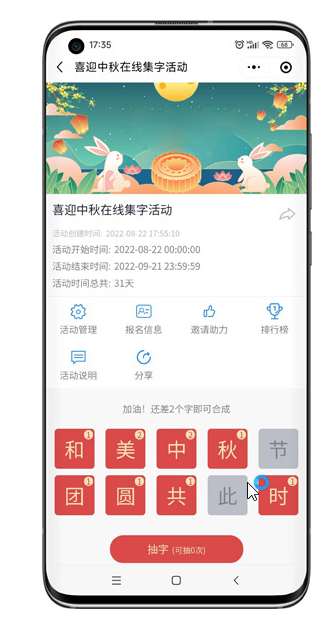 17:35
68
喜迎中秋在线集字活动
喜迎中秋在线集字活动
活动创建时间: 2022-08-22 17:55:10
活动开始时间: 2022-08-22 00:00:00
活动结束时间: 2022-09-21 23:59:59
活动时间总共: 31天
活动管理 报名信息 邀请助力 排行榜
活动说明 分享
加油！还差2个字即可合成
1 2 2 1
和 美 中 秋 节
1 1 1 1
团 圆 共 此 时
抽字 (可抽0次)